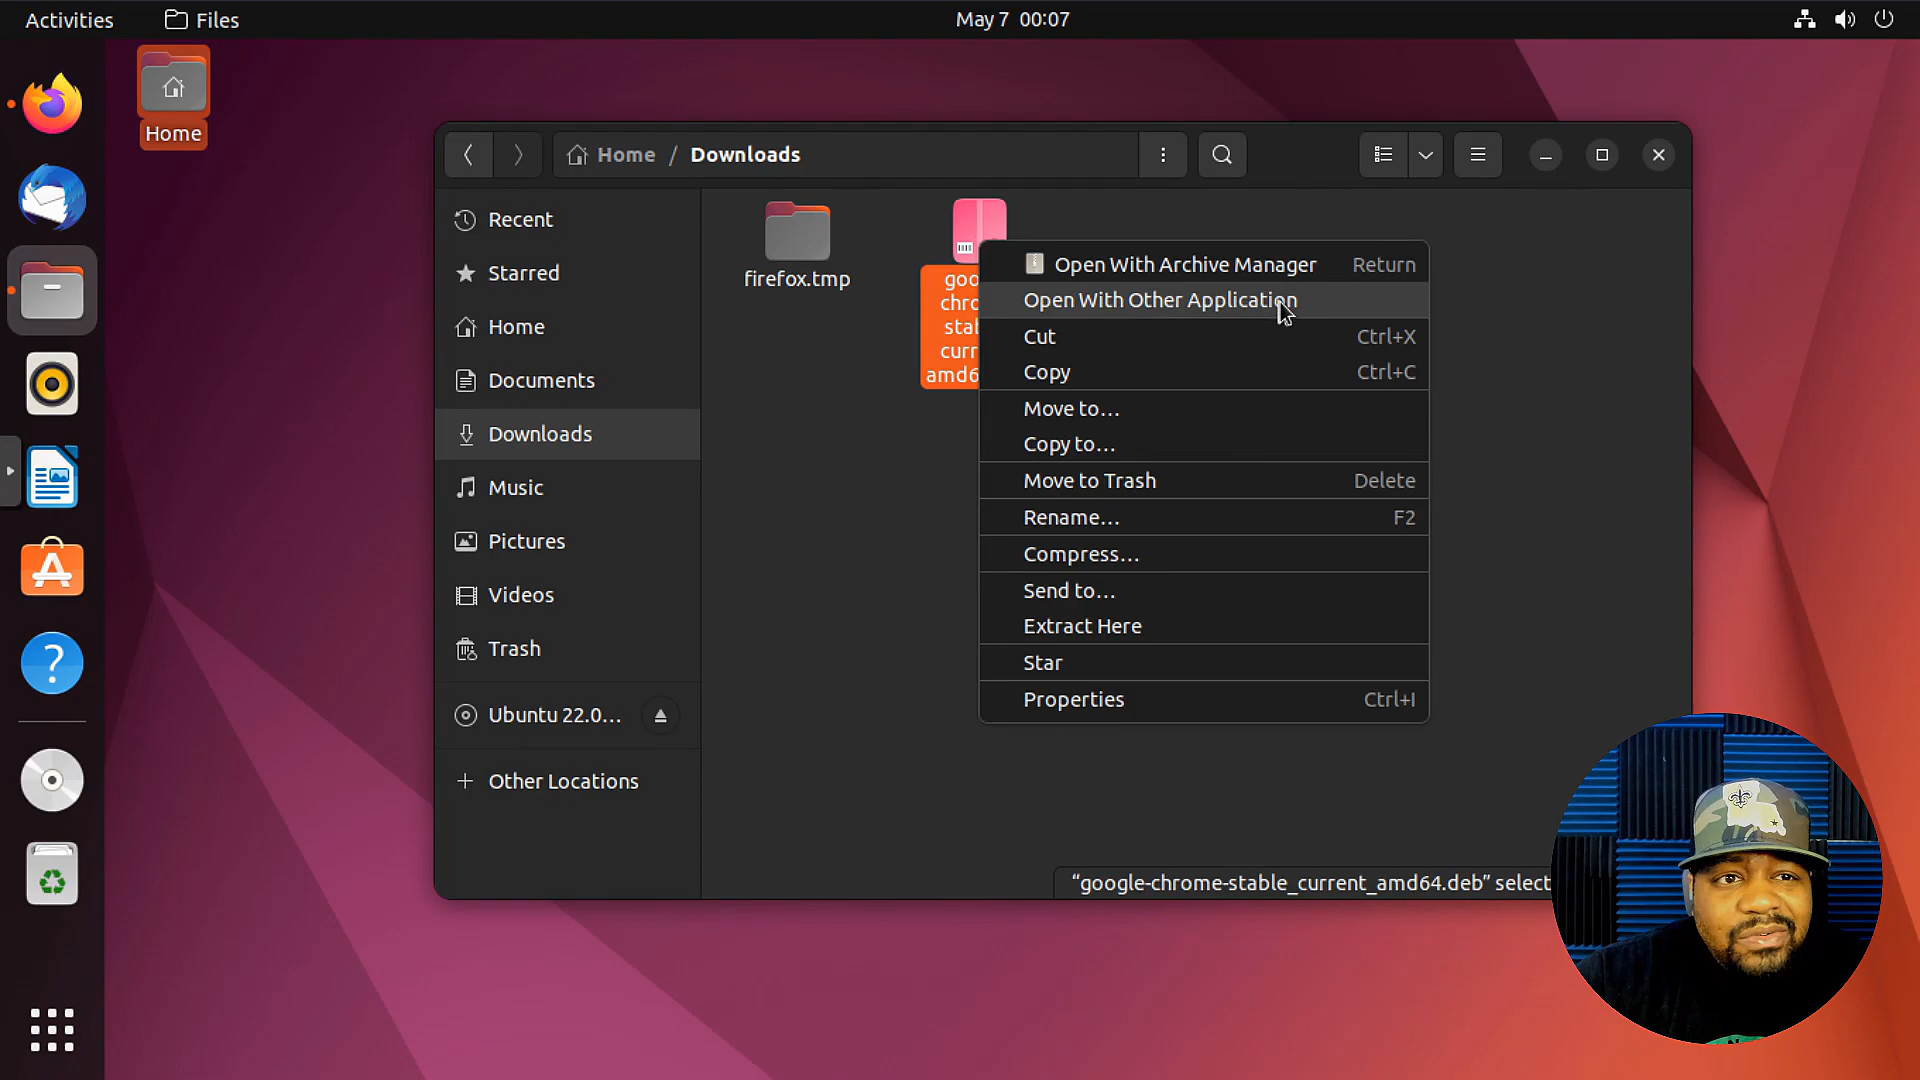 Activities
Files
May 7 00:07
Home
Home / Downloads
Recent
Starred
Home
Documents
Downloads
Music
Pictures
Videos
Trash
Ubuntu 22.0...
Other Locations
firefox.tmp
goo
chro
sta
curr
amd6
Open With Archive Manager Return
Open With Other Application
Cut Ctrl+X
Copy Ctrl+C
Move to...
Copy to...
Move to Trash Delete
Rename... F2
Compress...
Send to...
Extract Here
Star
Properties Ctrl+I
“google-chrome-stable_current_amd64.deb” select